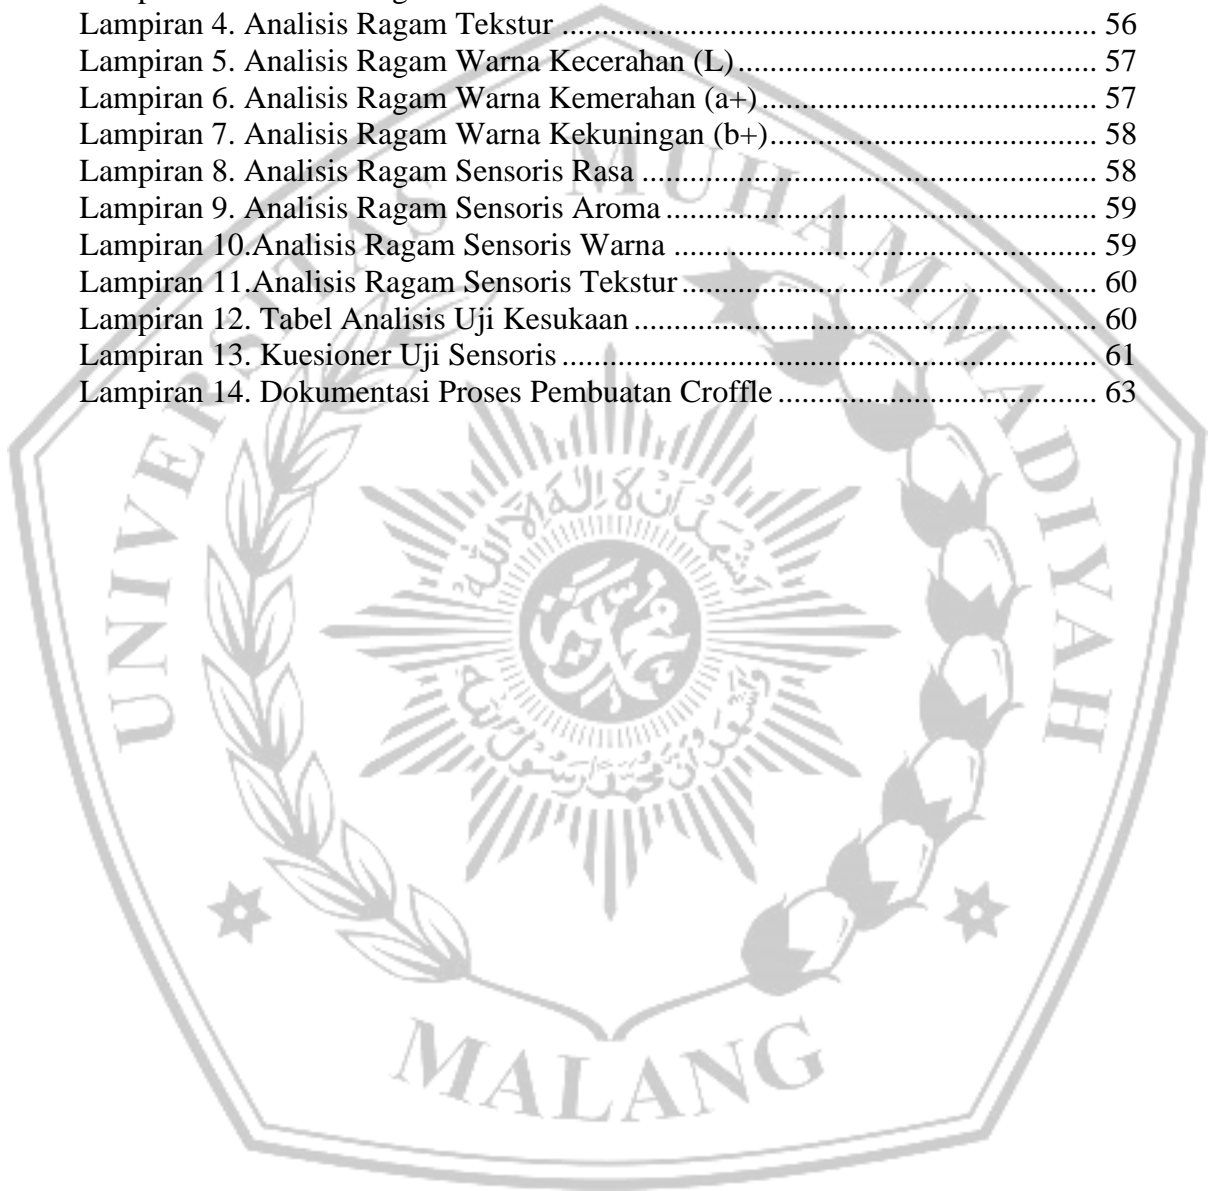 Lampiran 4. Analisis Ragam Tekstur .................................................................. 56
Lampiran 5. Analisis Ragam Warna Kecerahan (L)............................................ 57
Lampiran 6. Analisis Ragam Warna Kemerahan (a+)......................................... 57
Lampiran 7. Analisis Ragam Warna Kekuningan (b+)........................................ 58
Lampiran 8. Analisis Ragam Sensoris Rasa ........................................................ 58
Lampiran 9. Analisis Ragam Sensoris Aroma ..................................................... 59
Lampiran 10.Analisis Ragam Sensoris Warna .................................................... 59
Lampiran 11.Analisis Ragam Sensoris Tekstur ................................................... 60
Lampiran 12. Tabel Analisis Uji Kesukaan ......................................................... 60
Lampiran 13. Kuesioner Uji Sensoris .................................................................. 61
Lampiran 14. Dokumentasi Proses Pembuatan Croffle ....................................... 63
UNIVERSITAS MUHAMMADIYAH
MALANG